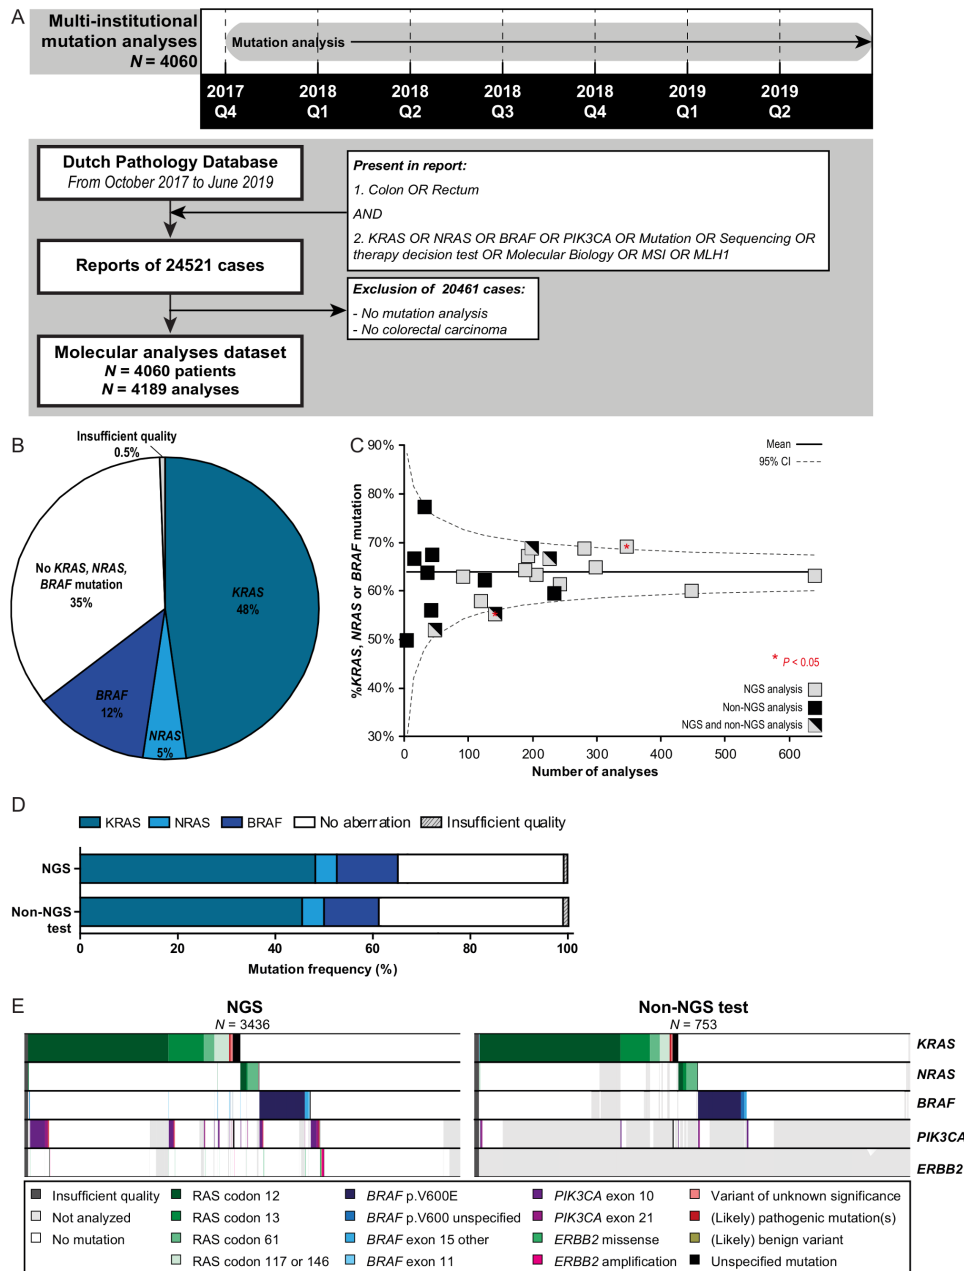 A
Multi-institutional
mutation analyses
N = 4060
Mutation analysis
2017 2018 2018 2018 2018 2019 2019
Q4 Q1 Q2 Q3 Q4 Q1 Q2
Dutch Pathology Database
From October 2017 to June 2019
Present in report:
1. Colon OR Rectum
AND
2. KRAS OR NRAS OR BRAF OR PIK3CA OR Mutation OR Sequencing OR
therapy decision test OR Molecular Biology OR MSI OR MLH1
Reports of 24521 cases
Exclusion of 20461 cases:
- No mutation analysis
- No colorectal carcinoma
Molecular analyses dataset
N = 4060 patients
N = 4189 analyses
B
Insufficient quality
0.5%
No KRAS, NRAS,
BRAF mutation
35%
KRAS
48%
BRAF
12%
NRAS
5%
C
%KRAS, NRAS or BRAF mutation
90%
80%
70%
60%
50%
40%
30%
Mean
95% CI
* P < 0.05
*
*
NGS analysis
Non-NGS analysis
NGS and non-NGS analysis
0 100 200 300 400 500 600
Number of analyses
D
KRAS NRAS BRAF No aberration Insufficient quality
NGS
Non-NGS
test
0 20 40 60 80 100
Mutation frequency (%)
E
NGS
N = 3436
Non-NGS test
N = 753
KRAS
NRAS
BRAF
PIK3CA
ERBB2
Insufficient quality
Not analyzed
No mutation
RAS codon 12
RAS codon 13
RAS codon 61
RAS codon 117 or 146
BRAF p.V600E
BRAF p.V600 unspecified
BRAF exon 15 other
BRAF exon 11
PIK3CA exon 10
PIK3CA exon 21
ERBB2 missense
ERBB2 amplification
Variant of unknown significance
(Likely) pathogenic mutation(s)
(Likely) benign variant
Unspecified mutation